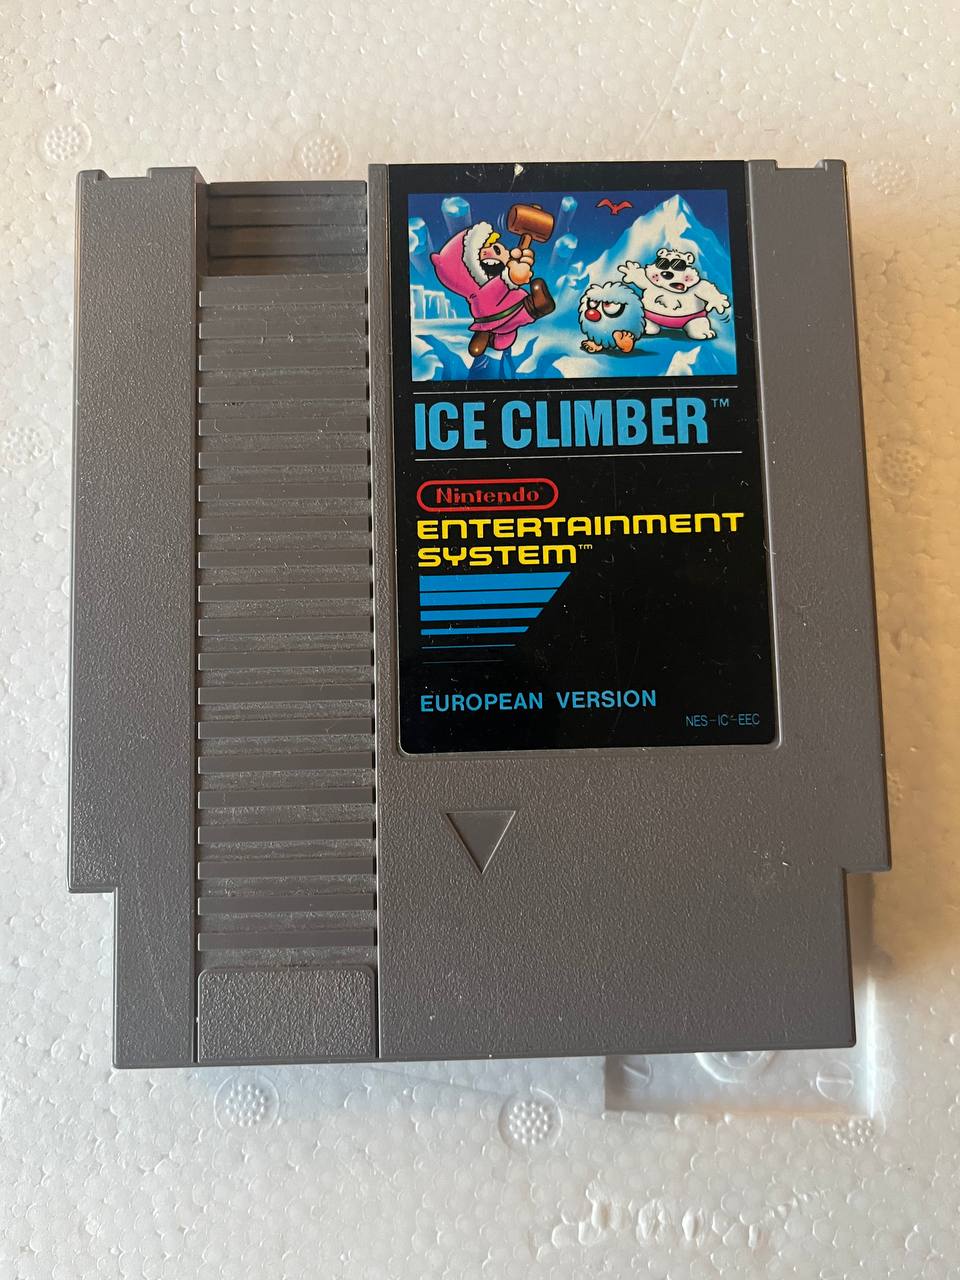 ICE CLIMBER™
Nintendo®
ENTERTAINMENT
SYSTEM™
EUROPEAN VERSION
NES-IC-EEC